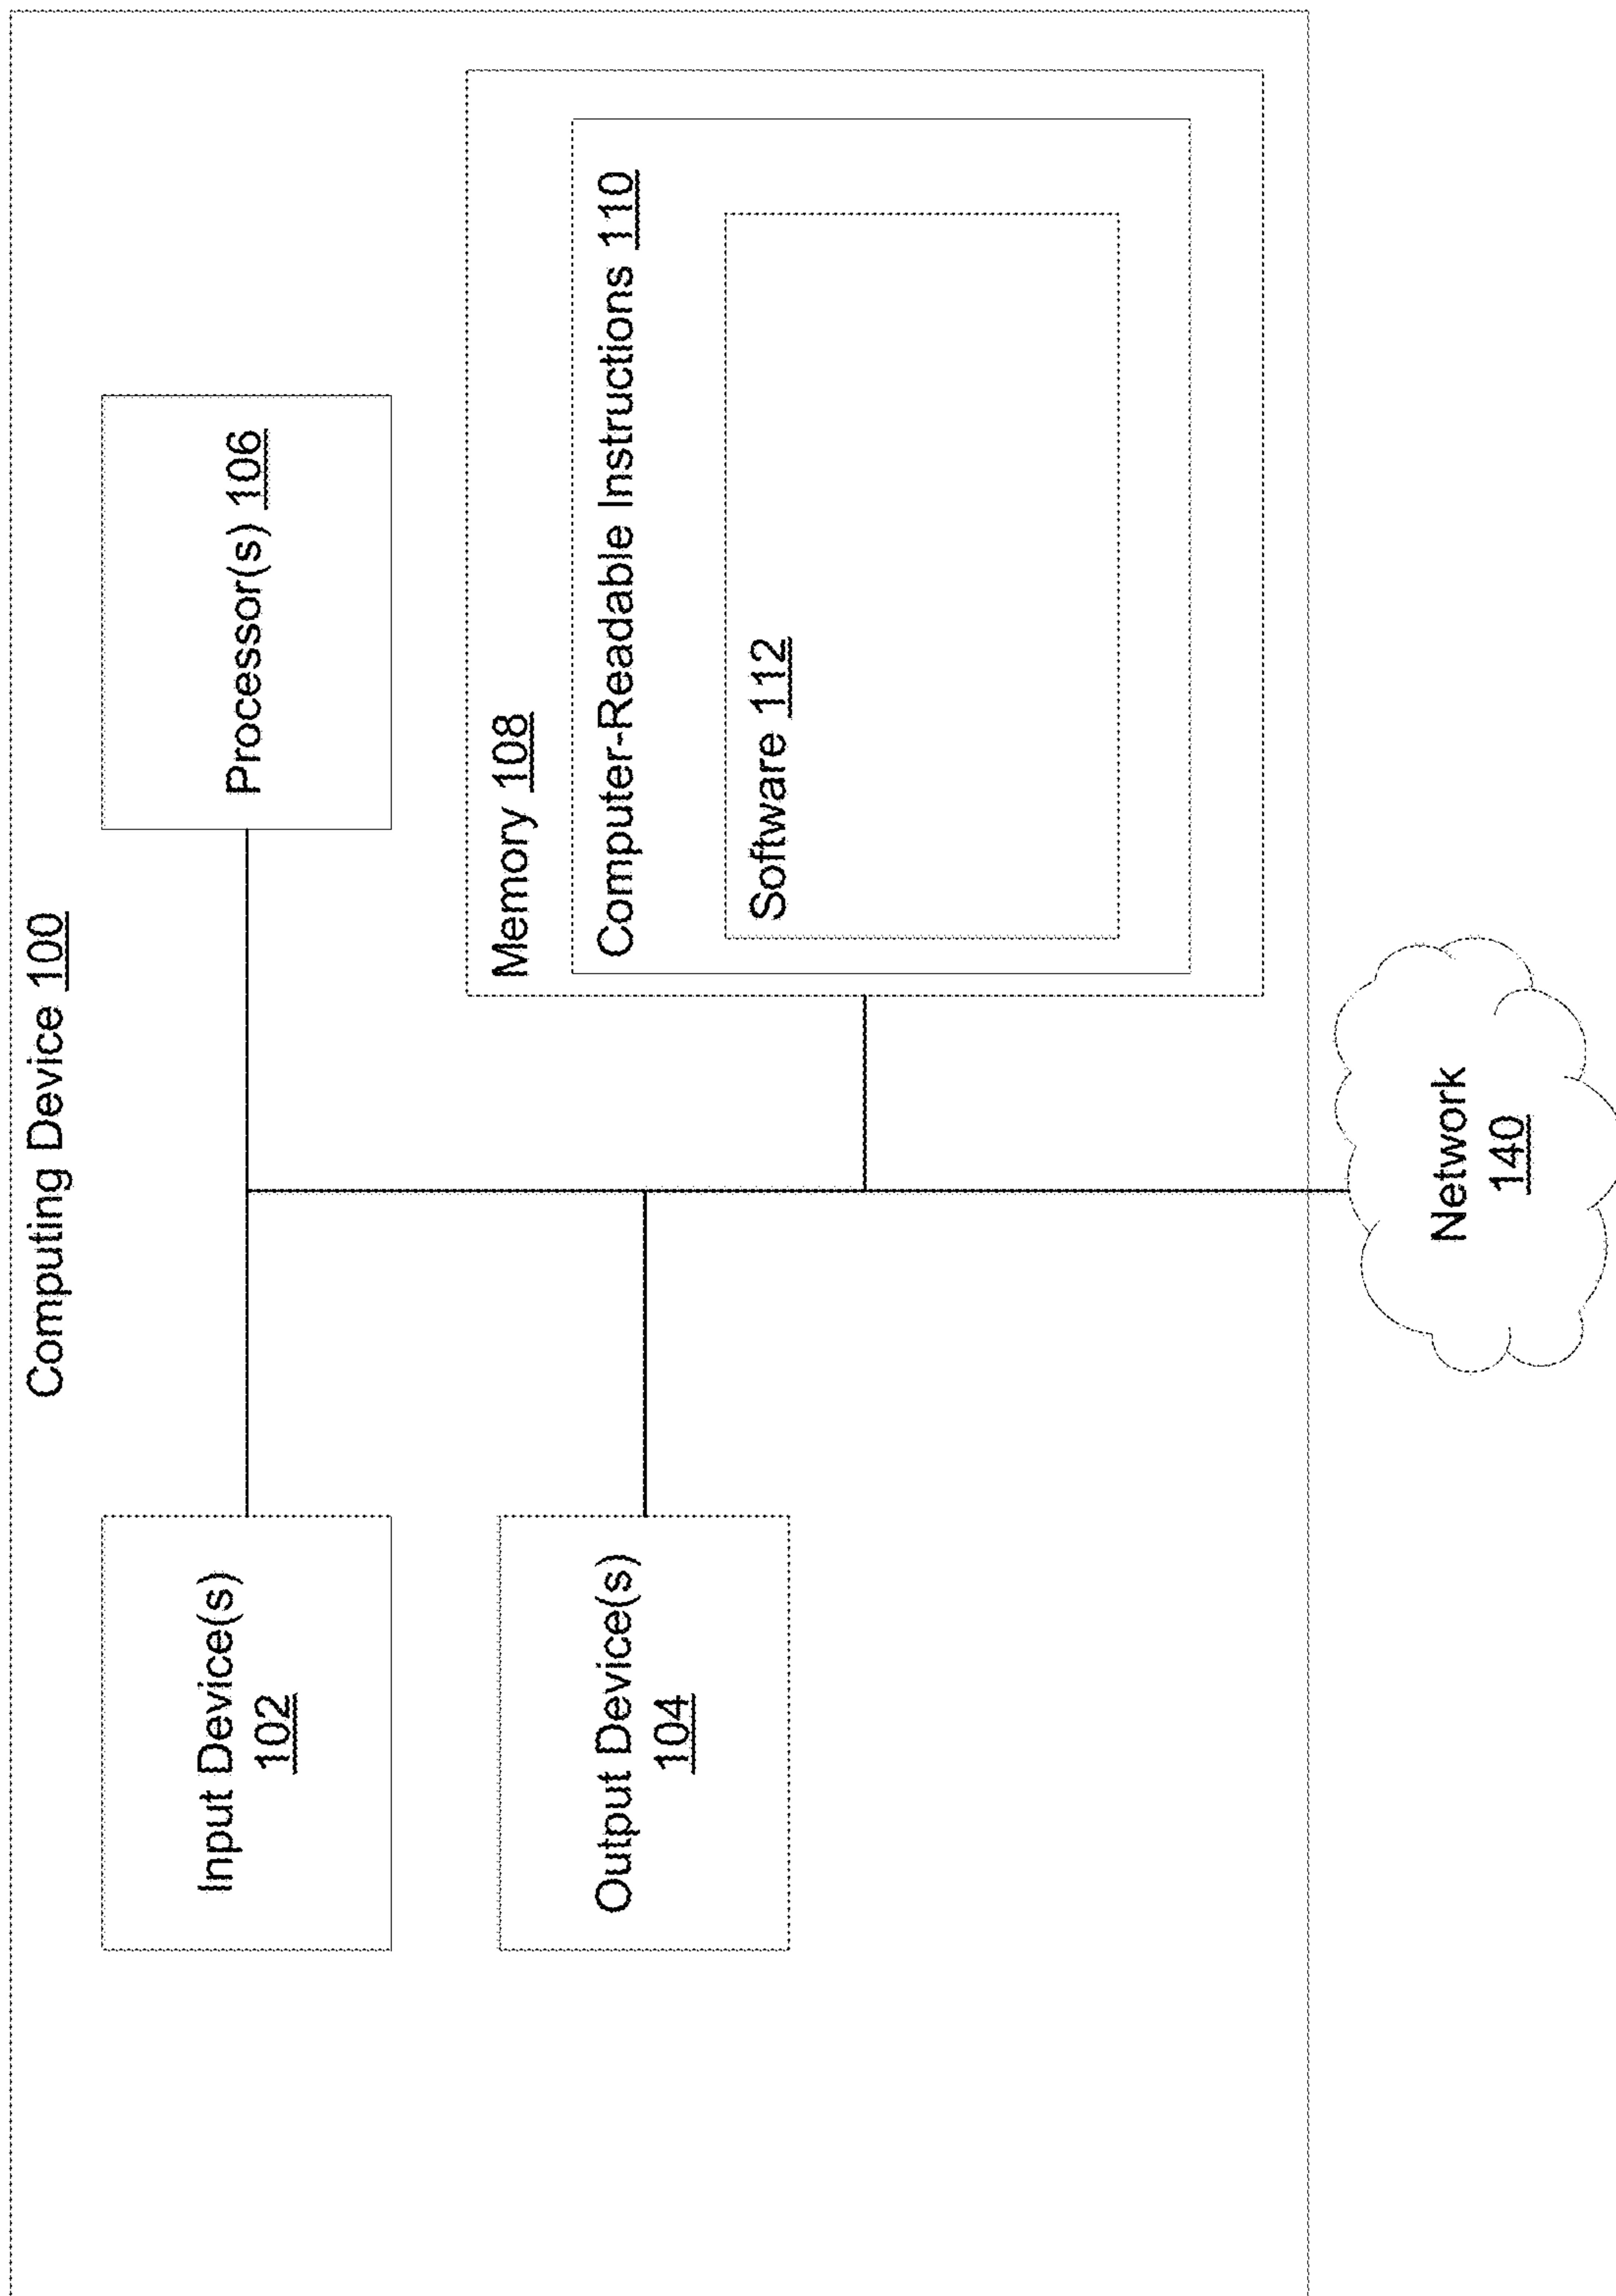 Computing Device 100
Input Device(s)
102
Processor(s) 106
Output Device(s)
104
Memory 108
Computer-Readable Instructions 110
Software 112
Network
140